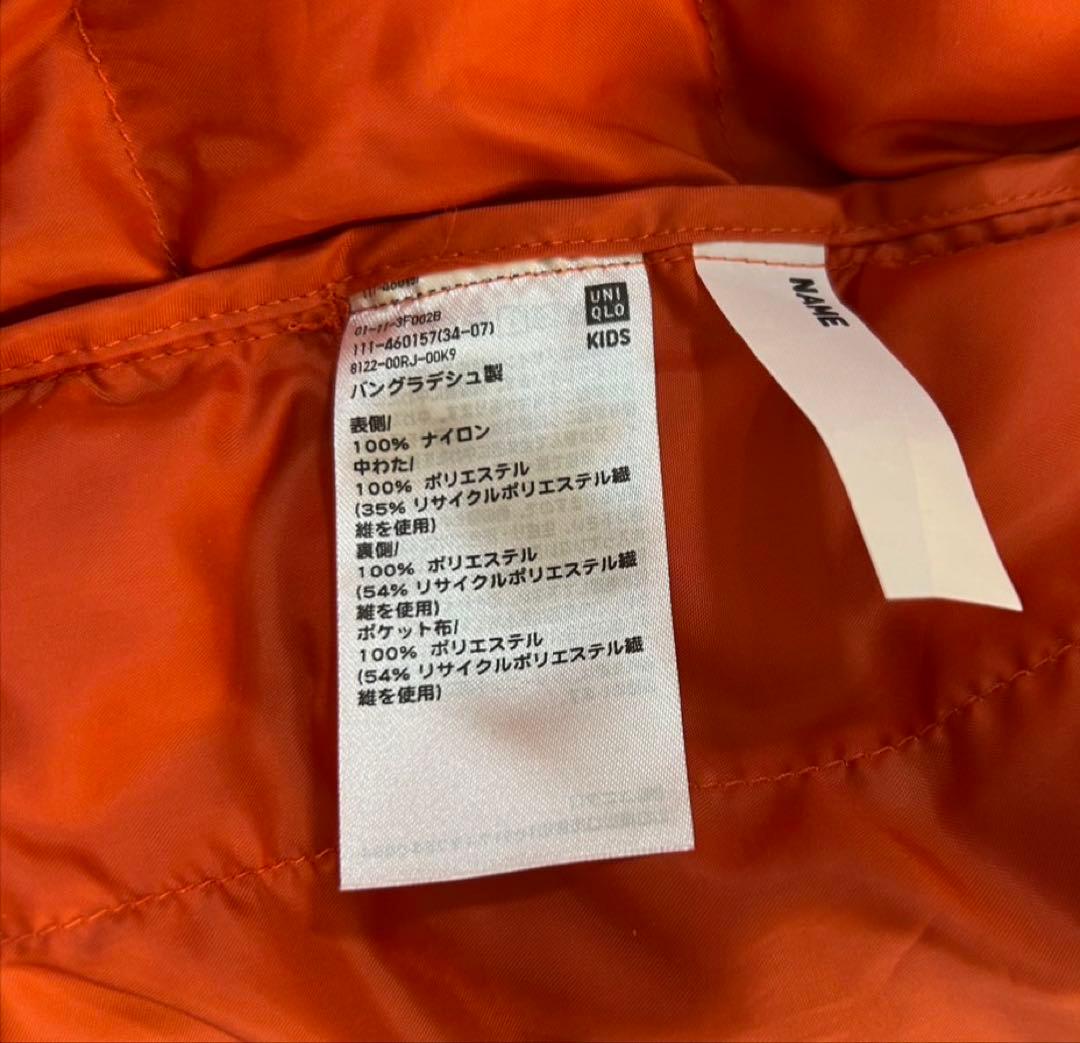 UNI
QLO
KIDS
01-11-3F002B
111-460157(34-07)
8122-00RJ-00K9
バングラデシュ製
表側/
100% ナイロン
中わた/
100% ポリエステル
(35% リサイクルポリエステル繊
維を使用)
裏側/
100% ポリエステル
(54% リサイクルポリエステル繊
維を使用)
ポケット布/
100% ポリエステル
(54% リサイクルポリエステル繊
維を使用)
NAME